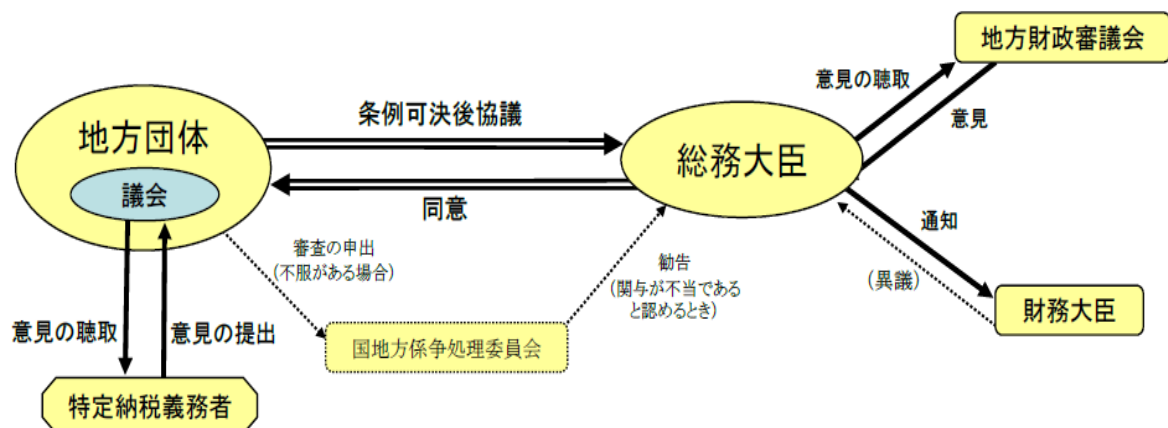 地方財政審議会
意見の聴取
意見
条例可決後協議
地方団体
議会
総務大臣
同意
通知
審査の申出
(不服がある場合)
勧告
(関与が不当である
と認めるとき)
(異議)
財務大臣
意見の聴取
意見の提出
国地方係争処理委員会
特定納税義務者